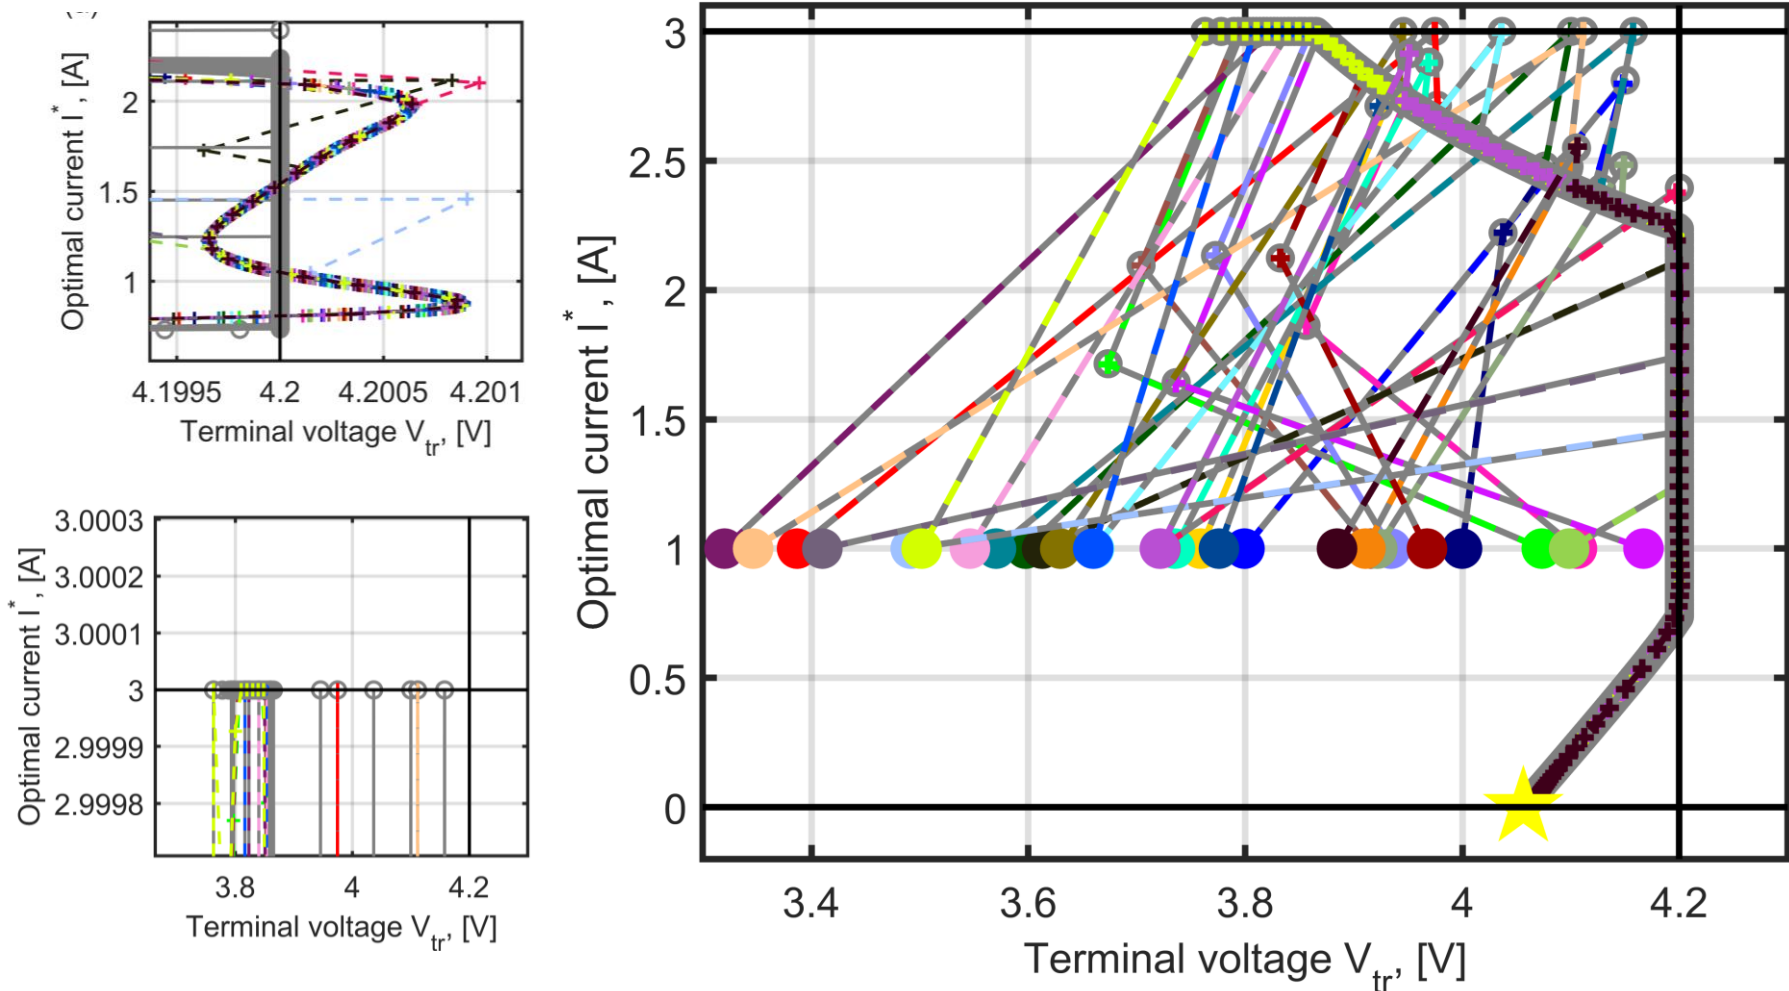 Optimal current I*, [A]
2
1.5
1
4.1995 4.2 4.2005 4.201
Terminal voltage Vtr, [V]
Optimal current I*, [A]
3.0003
3.0002
3.0001
3
2.9999
2.9998
3.8 4 4.2
Terminal voltage Vtr, [V]
Optimal current I*, [A]
3
2.5
2
1.5
1
0.5
0
3.4 3.6 3.8 4 4.2
Terminal voltage Vtr, [V]